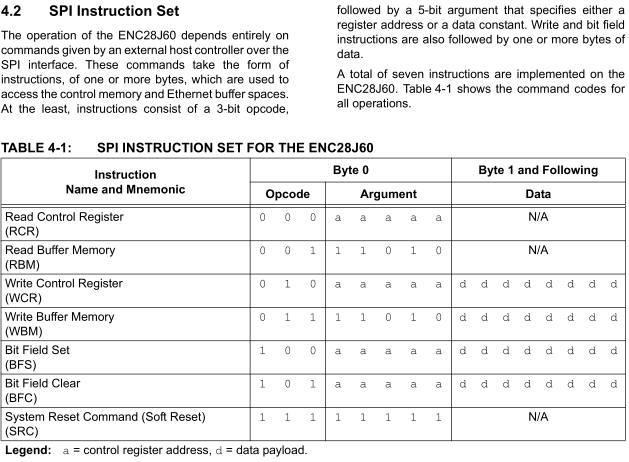 4.2 SPI Instruction Set
The operation of the ENC28J60 depends entirely on
commands given by an external host controller over the
SPI interface. These commands take the form of
instructions, of one or more bytes, which are used to
access the control memory and Ethernet buffer spaces.
At the least, instructions consist of a 3-bit opcode,
followed by a 5-bit argument that specifies either a
register address or a data constant. Write and bit field
instructions are also followed by one or more bytes of
data.
A total of seven instructions are implemented on the
ENC28J60. Table 4-1 shows the command codes for
all operations.
TABLE 4-1: SPI INSTRUCTION SET FOR THE ENC28J60
Instruction
Name and Mnemonic
Byte 0
Byte 1 and Following
Opcode
Argument
Data
Read Control Register
(RCR)
0 0 0 a a a a a N/A
Read Buffer Memory
(RBM)
0 0 1 1 1 0 1 0 N/A
Write Control Register
(WCR)
0 1 0 a a a a a d d d d d d d d
Write Buffer Memory
(WBM)
0 1 1 1 1 0 1 0 d d d d d d d d
Bit Field Set
(BFS)
1 0 0 a a a a a d d d d d d d d
Bit Field Clear
(BFC)
1 0 1 a a a a a d d d d d d d d
System Reset Command (Soft Reset)
(SRC)
1 1 1 1 1 1 1 1 N/A
Legend: a = control register address, d = data payload.